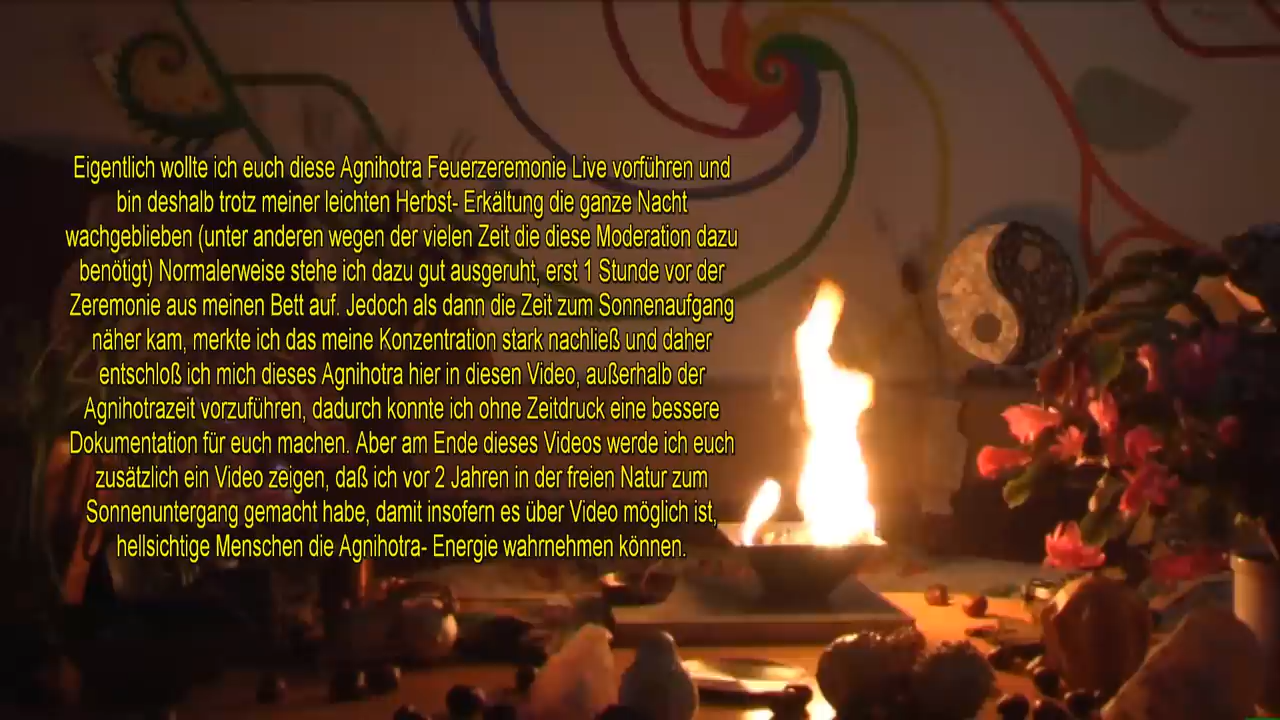 Eigentlich wollte ich euch diese Agnihotra Feuerzeremonie Live vorführen und
bin deshalb trotz meiner leichten Herbst- Erkältung die ganze Nacht
wachgeblieben (unter anderen wegen der vielen Zeit die diese Moderation dazu
benötigt) Normalerweise stehe ich dazu gut ausgeruht, erst 1 Stunde vor der
Zeremonie aus meinen Bett auf. Jedoch als dann die Zeit zum Sonnenaufgang
näher kam, merkte ich das meine Konzentration stark nachließ und daher
entschloß ich mich dieses Agnihotra hier in diesen Video, außerhalb der
Agnihotrazeit vorzuführen, dadurch konnte ich ohne Zeitdruck eine bessere
Dokumentation für euch machen. Aber am Ende dieses Videos werde ich euch
zusätzlich ein Video zeigen, daß ich vor 2 Jahren in der freien Natur zum
Sonnenuntergang gemacht habe, damit insofern es über Video möglich ist,
hellsichtige Menschen die Agnihotra- Energie wahrnehmen können.